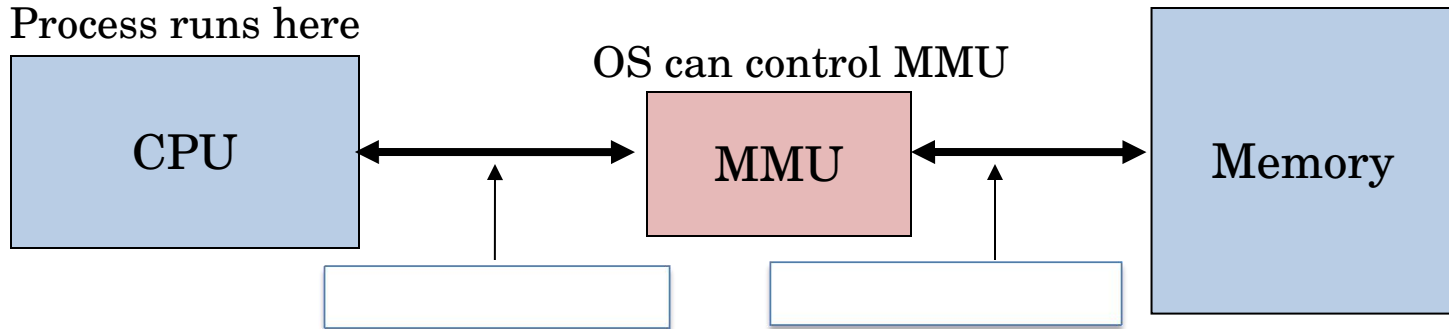 Process runs here
OS can control MMU
CPU
MMU
Memory